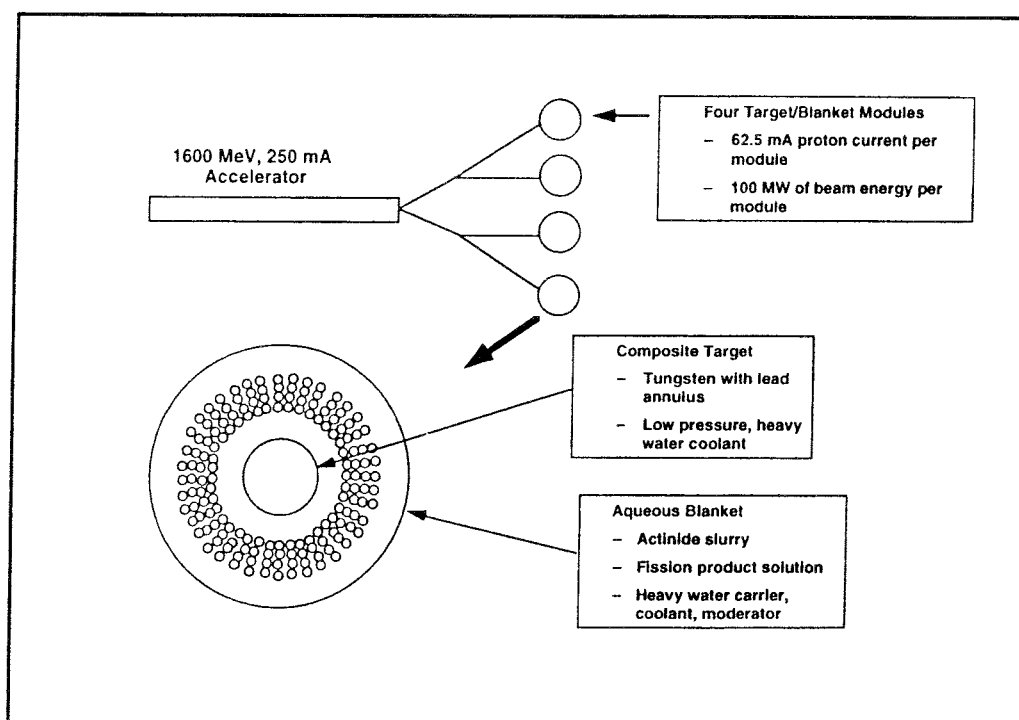 1600 MeV, 250 mA
Accelerator
Four Target/Blanket Modules
– 62.5 mA proton current per
module
– 100 MW of beam energy per
module
Composite Target
– Tungsten with lead
annulus
– Low pressure, heavy
water coolant
Aqueous Blanket
– Actinide slurry
– Fission product solution
– Heavy water carrier,
coolant, moderator